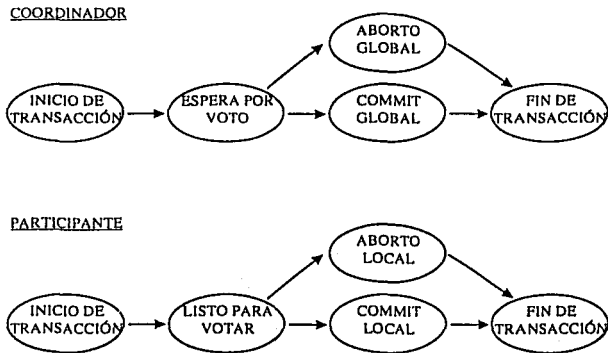 COORDINADOR
ABORTO
GLOBAL
INICIO DE
TRANSACCIÓN
ESPERA POR
VOTO
COMMIT
GLOBAL
FIN DE
TRANSACCIÓN
PARTICIPANTE
ABORTO
LOCAL
INICIO DE
TRANSACCIÓN
LISTO PARA
VOTAR
COMMIT
LOCAL
FIN DE
TRANSACCIÓN